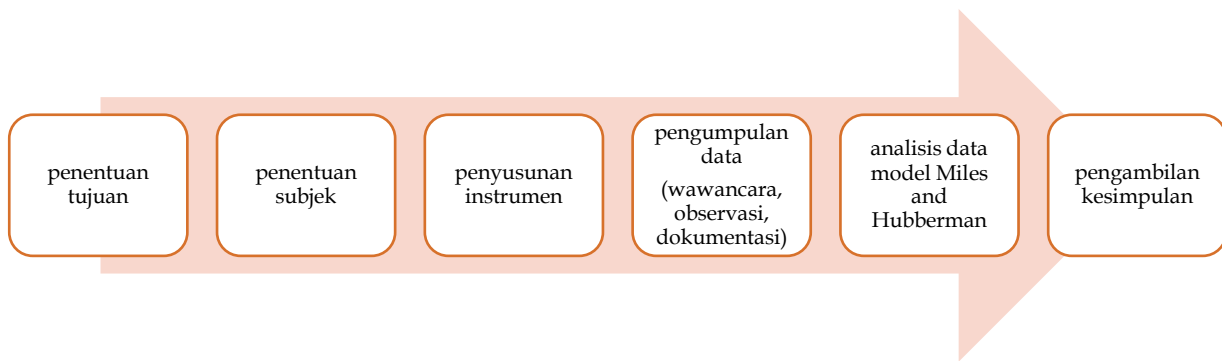 penentuan
tujuan
penentuan
subjek
penyusunan
instrumen
pengumpulan
data
(wawancara,
observasi,
dokumentasi)
analisis data
model Miles
and
Hubberman
pengambilan
kesimpulan